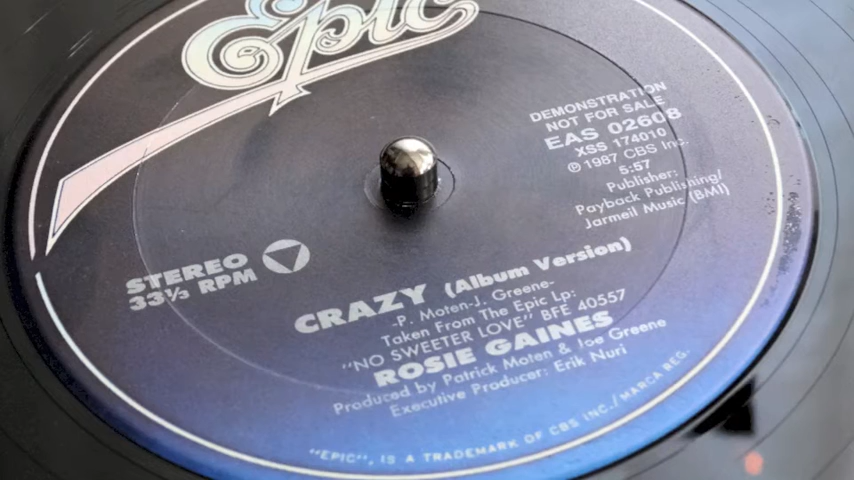 Epic
DEMONSTRATION
NOT FOR SALE
EAS 02608
XSS 174010
℗ 1987 CBS Inc.
5:57
Publisher:
Payback Publishing/
Jarmeil Music (BMI)
STEREO
33⅓ RPM
CRAZY (Album Version)
-P. Moten-J. Greene-
Taken From The Epic Lp:
"NO SWEETER LOVE" BFE 40557
ROSIE GAINES
Produced by Patrick Moten & Joe Greene
Executive Producer: Erik Nuri
"EPIC", IS A TRADEMARK OF CBS INC./MARCA REG.